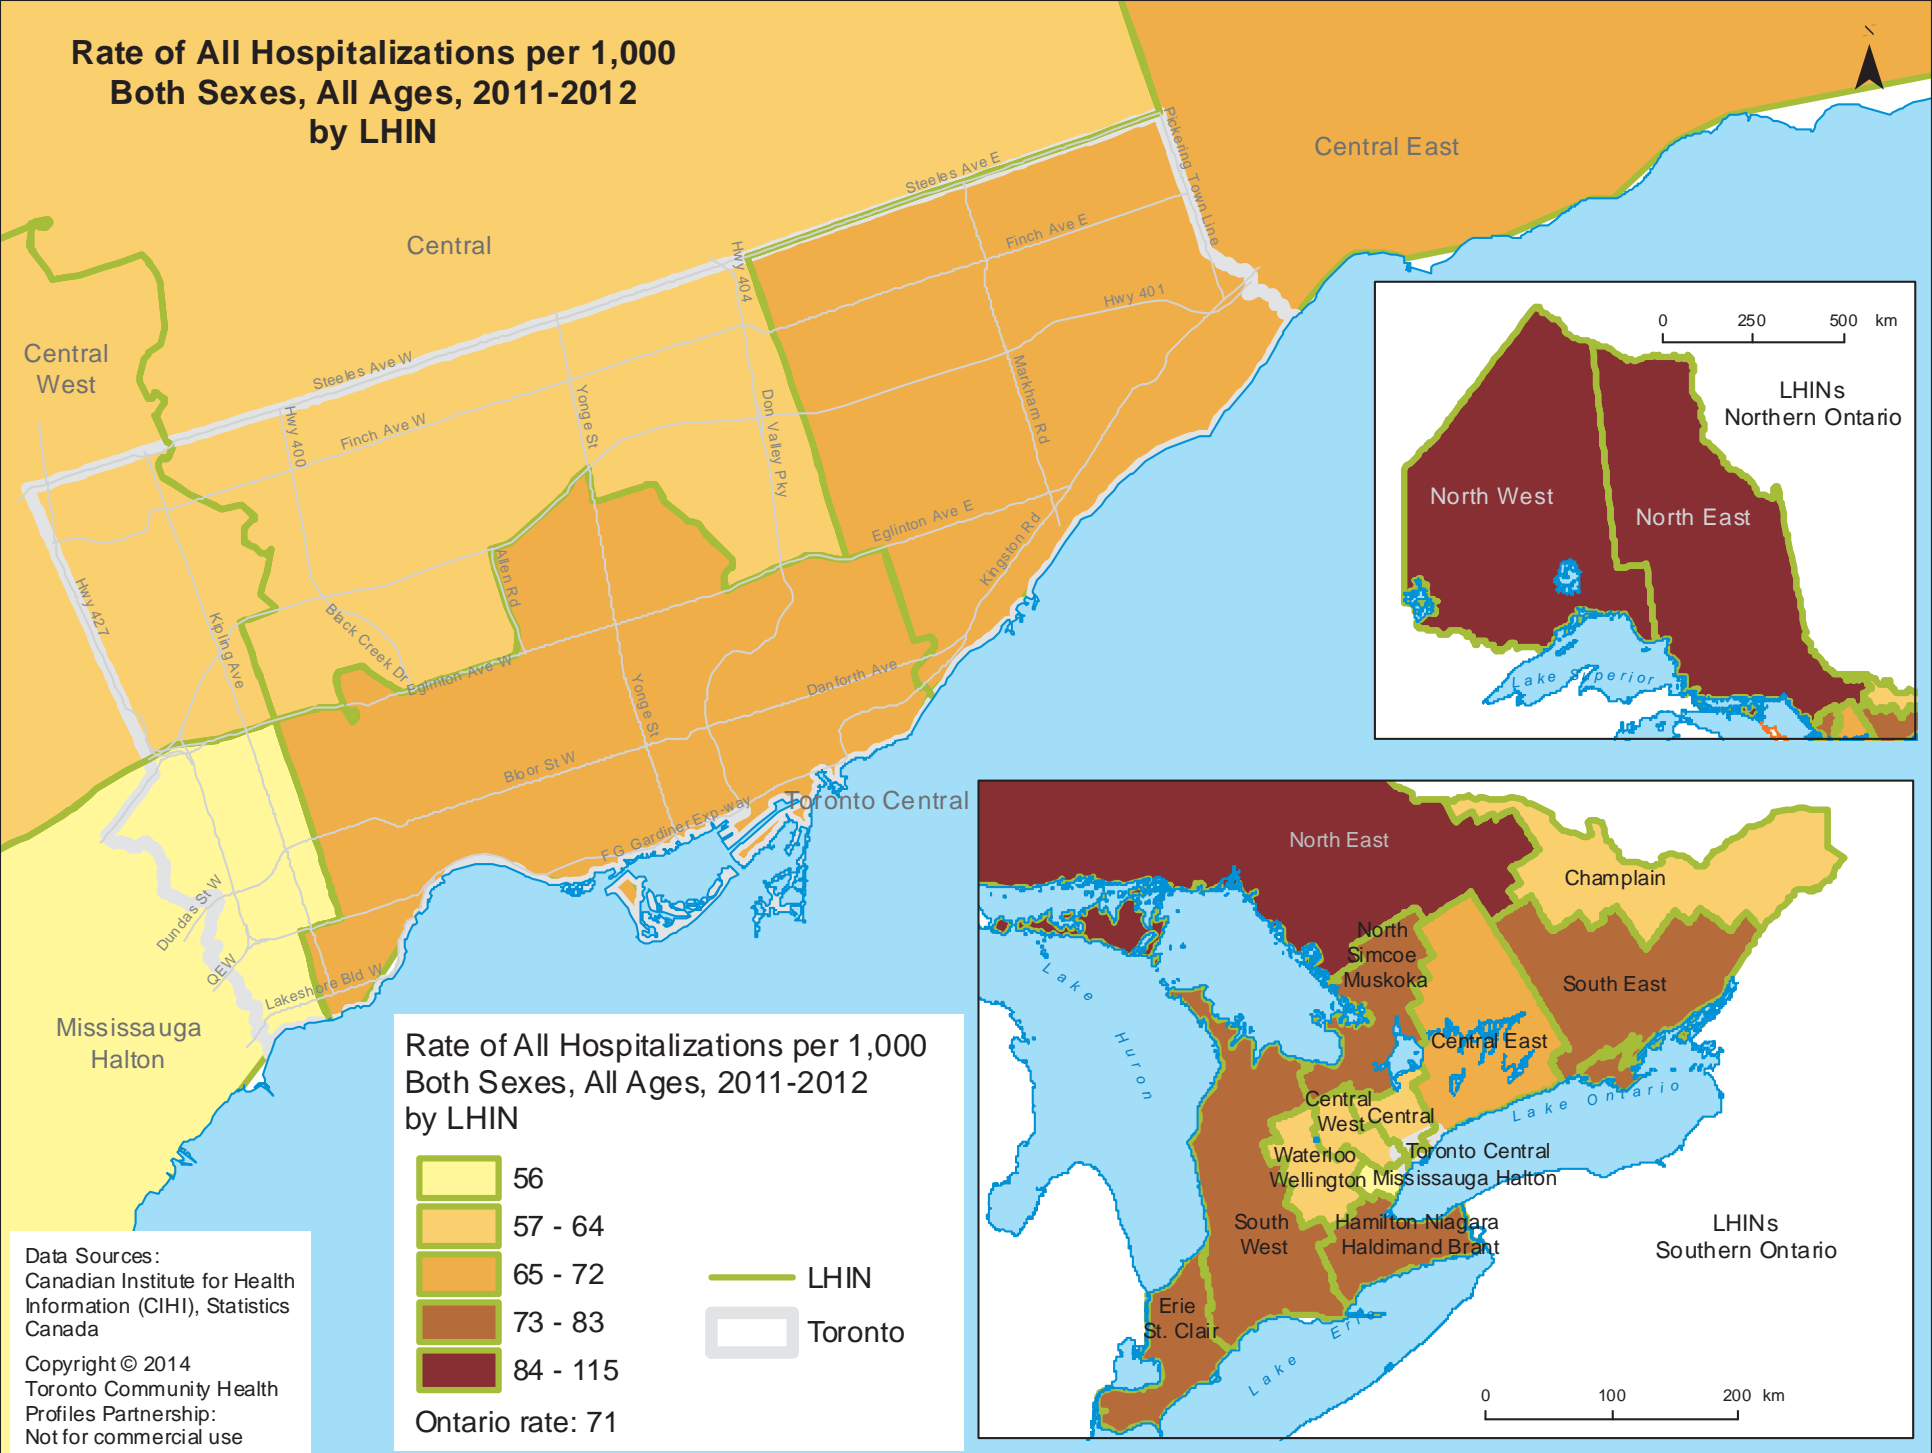 Rate of All Hospitalizations per 1,000
Both Sexes, All Ages, 2011-2012
by LHIN
N
Central East
Central
Central
West
Mississauga
Halton
Toronto Central
Pickering Town Line
Steeles Ave E
Finch Ave E
Hwy 401
Hwy 404
Markham Rd
Steeles Ave W
Finch Ave W
Hwy 400
Yonge St
Don Valley Pky
Eglinton Ave E
Kingston Rd
Allen Rd
Hwy 427
Kipling Ave
Black Creek Dr
Eglinton Ave W
Yonge St
Danforth Ave
Bloor St W
F G Gardiner Exp-way
Dundas St W
QEW
Lakeshore Bld W
0 250 500 km
LHINs
Northern Ontario
North West
North East
Lake Superior
North East
Champlain
North
Simcoe
Muskoka
South East
Central East
Lake Huron
Lake Ontario
Central
West
Central
Waterloo
Wellington
Toronto Central
Mississauga Halton
South
West
Hamilton Niagara
Haldimand Brant
LHINs
Southern Ontario
Erie
St. Clair
Lake Erie
0 100 200 km
Rate of All Hospitalizations per 1,000
Both Sexes, All Ages, 2011-2012
by LHIN
56
57 - 64
65 - 72
73 - 83
84 - 115
Ontario rate: 71
LHIN
Toronto
Data Sources:
Canadian Institute for Health
Information (CIHI), Statistics
Canada
Copyright © 2014
Toronto Community Health
Profiles Partnership:
Not for commercial use